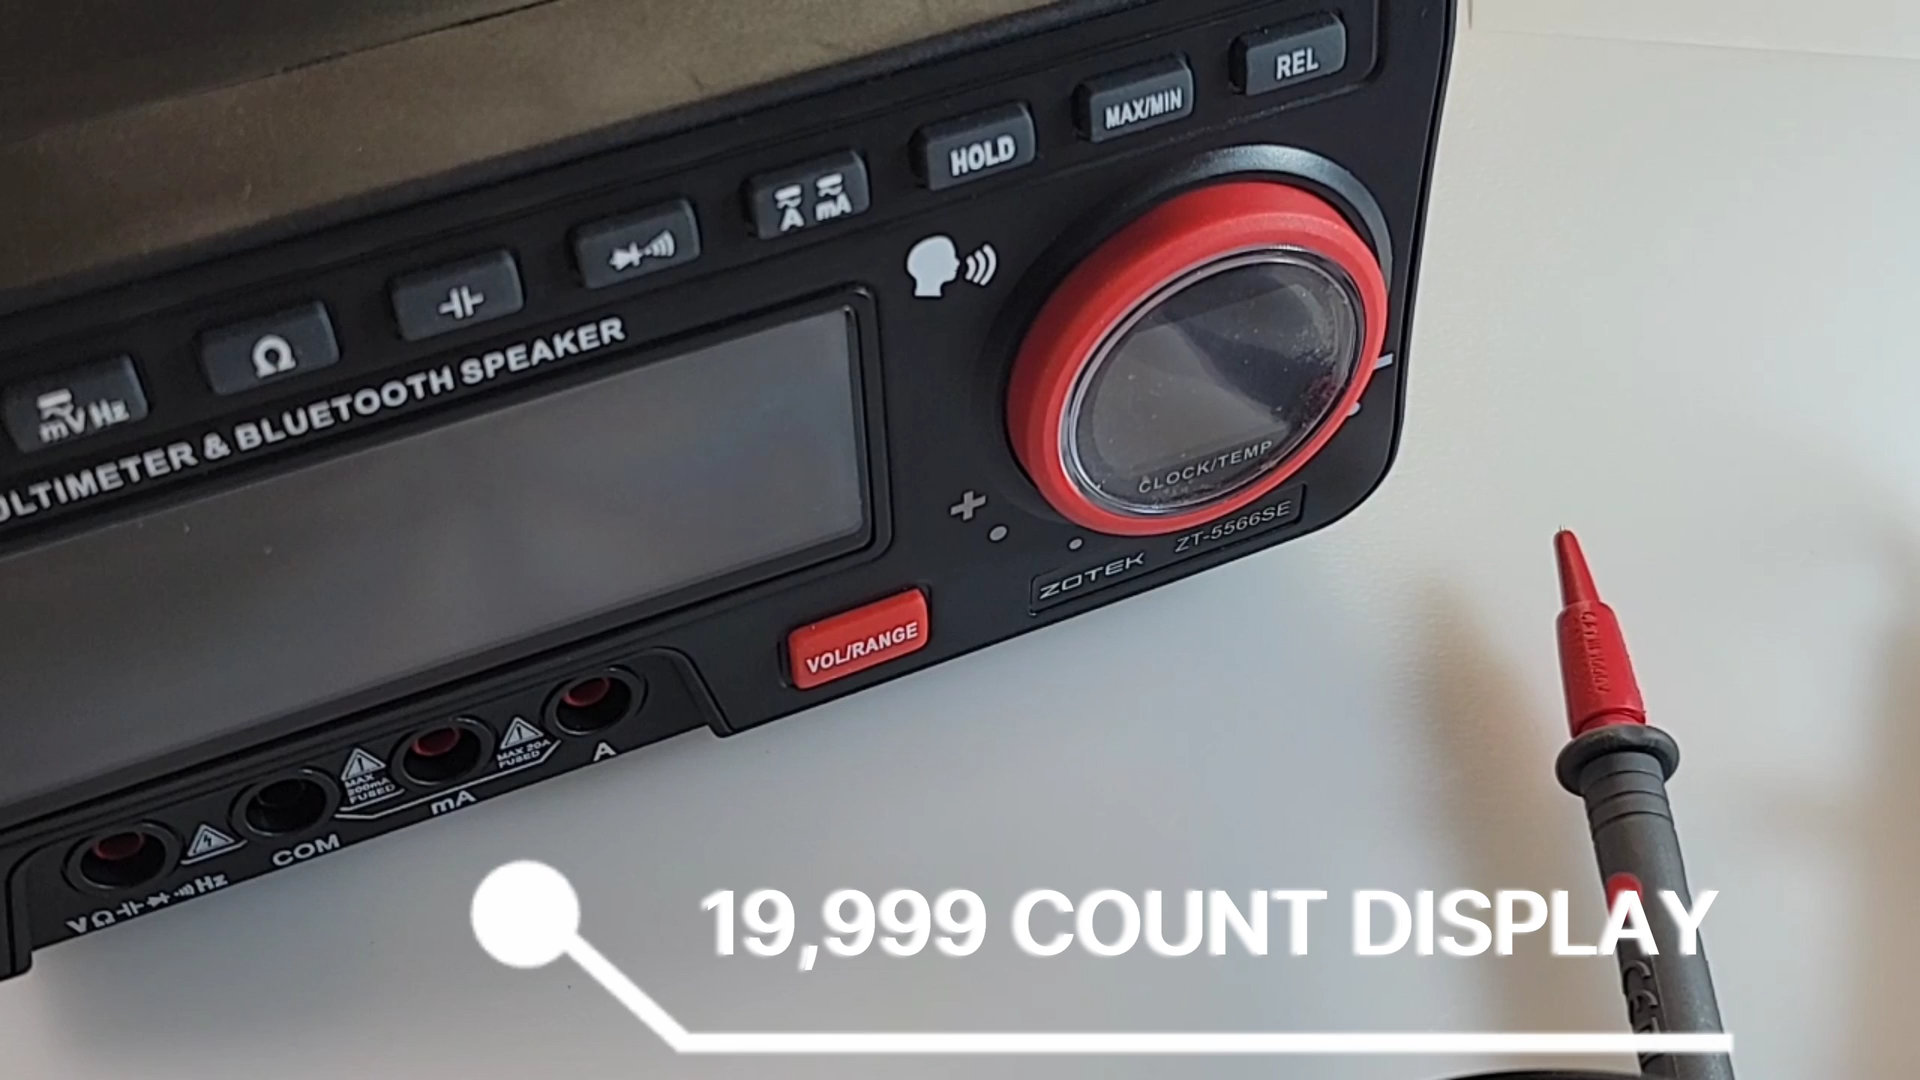 REL
MAX/MIN
HOLD
A mA
Ω
mV Hz
MULTIMETER & BLUETOOTH SPEAKER
CLOCK/TEMP
ZOTEK ZT-5566SE
VOL/RANGE
MAX 20A
FUSED
A
MAX
200mA
FUSED
mA
COM
VΩ Hz
19,999 COUNT DISPLAY